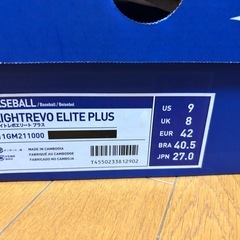 ASEBALL / Baseball / Beisebol
LIGHTREVO ELITE PLUS
イトレボエリート プラス
1GM211000
MADE IN CAMBODIA
FABRIQUÉ AU CAMBODGE
FABRICADO NO CAMBOJA
T4550233812902
US 9
UK 8
EUR 42
BRA 40.5
JPN 27.0